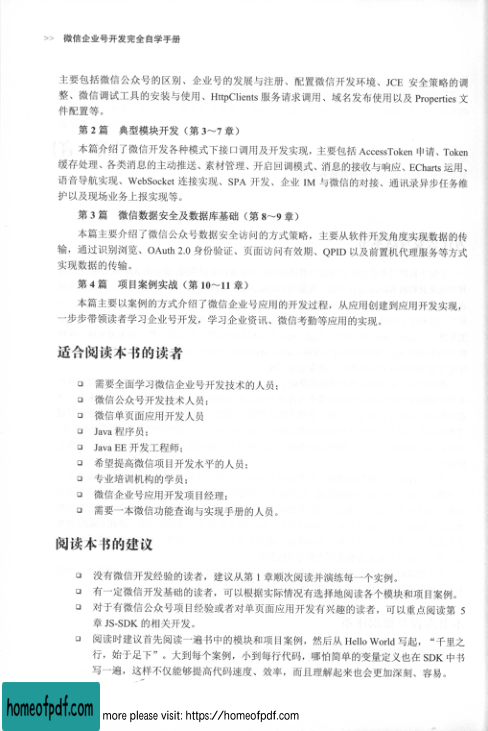 >> 微信企业号开发完全自学手册
主要包括微信公众号的区别、企业号的发展与注册、配置微信开发环境、JCE 安全策略的调
整、微信调试工具的安装与使用、HttpClients 服务请求调用、域名发布使用以及 Properties 文
件配置等。
第 2 篇 典型模块开发（第 3~7 章）
本篇介绍了微信开发各种模式下接口调用及开发实现，主要包括 AccessToken 申请、Token
缓存处理、各类消息的主动推送、素材管理、开启回调模式、消息的接收与响应、ECharts 运用、
语音导航实现、WebSocket 连接实现、SPA 开发、企业 IM 与微信的对接、通讯录异步任务维
护以及现场业务上报实现等。
第 3 篇 微信数据安全及数据库基础（第 8~9 章）
本篇主要介绍了微信公众号数据安全访问的方式策略，主要从软件开发角度实现数据的传
输，通过识别浏览、OAuth 2.0 身份验证、页面访问有效期、QPID 以及前置机代理服务等方式
实现数据的传输。
第 4 篇 项目案例实战（第 10~11 章）
本篇主要以案例的方式介绍了微信企业号应用的开发过程，从应用创建到应用开发实现，
一步步带领读者学习企业号开发，学习企业资讯、微信考勤等应用的实现。
适合阅读本书的读者
❑ 需要全面学习微信企业号开发技术的人员；
❑ 微信公众号开发技术人员；
❑ 微信单页面应用开发人员
❑ Java 程序员；
❑ Java EE 开发工程师；
❑ 希望提高微信项目开发水平的人员；
❑ 专业培训机构的学员；
❑ 微信企业号应用开发项目经理；
❑ 需要一本微信功能查询与实现手册的人员。
阅读本书的建议
❑ 没有微信开发经验的读者，建议从第 1 章顺次阅读并演练每一个实例。
❑ 有一定微信开发基础的读者，可以根据实际情况有选择地阅读各个模块和项目案例。
❑ 对于有微信公众号项目经验或者对单页面应用开发有兴趣的读者，可以重点阅读第 5
章 JS-SDK 的相关开发。
❑ 阅读时建议首先阅读一遍书中的模块和项目案例，然后从 Hello World 写起，“千里之
行，始于足下”。大到每个案例，小到每行代码，哪怕简单的变量定义也在 SDK 中书
写一遍，这样不仅能够提高代码速度、效率，而且理解起来也会更加深刻、容易。
homeofpdf.com
more please visit: https://homeofpdf.com